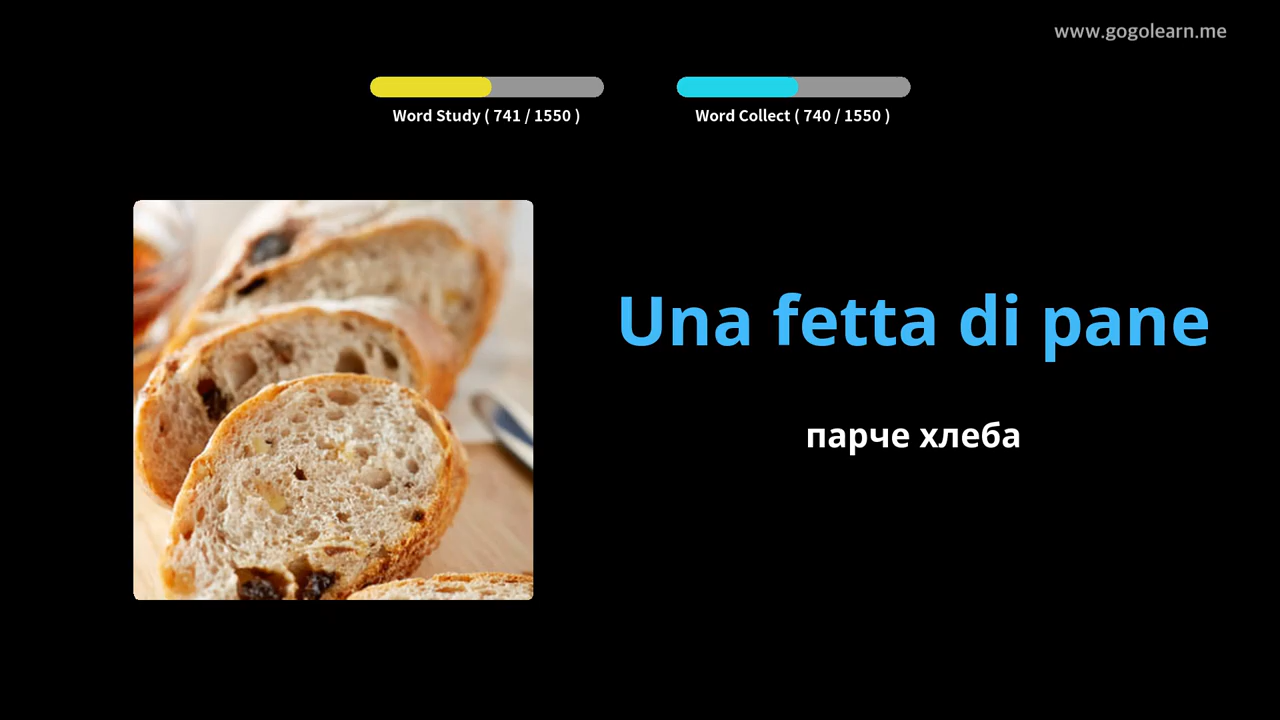 www.gogolearn.me
Word Study ( 741 / 1550 )
Word Collect ( 740 / 1550 )
Una fetta di pane
парче хлеба